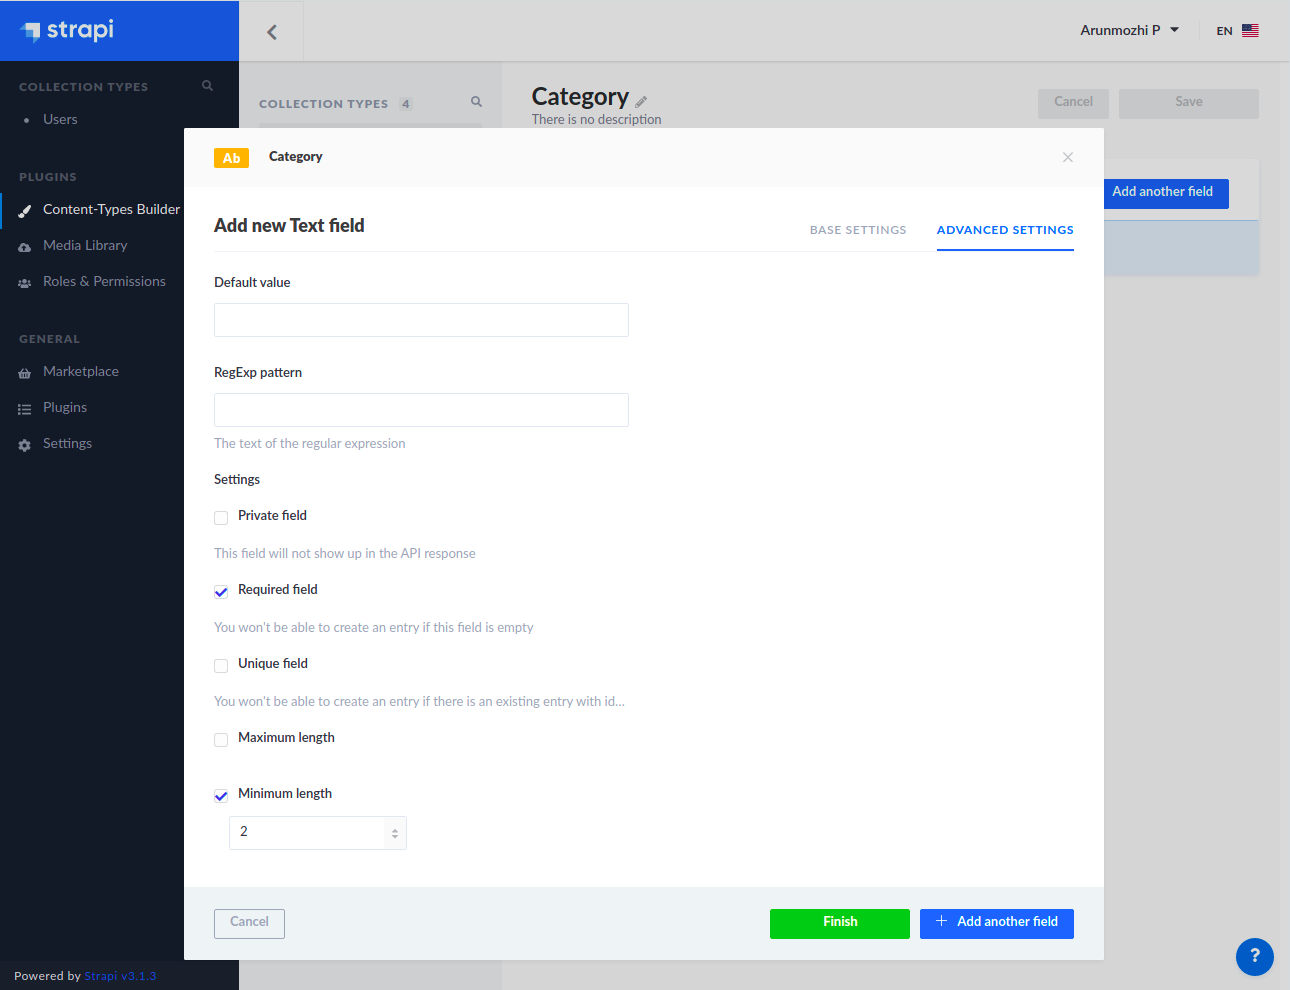 strapi
Arunmozhi P
EN
COLLECTION TYPES
Users
PLUGINS
Content-Types Builder
Media Library
Roles & Permissions
GENERAL
Marketplace
Plugins
Settings
Powered by Strapi v3.1.3
COLLECTION TYPES 4
Category
There is no description
Cancel
Save
Add another field
Ab Category
Add new Text field
BASE SETTINGS
ADVANCED SETTINGS
Default value
RegExp pattern
The text of the regular expression
Settings
Private field
This field will not show up in the API response
Required field
You won't be able to create an entry if this field is empty
Unique field
You won't be able to create an entry if there is an existing entry with id...
Maximum length
Minimum length
2
Cancel
Finish
+ Add another field
?